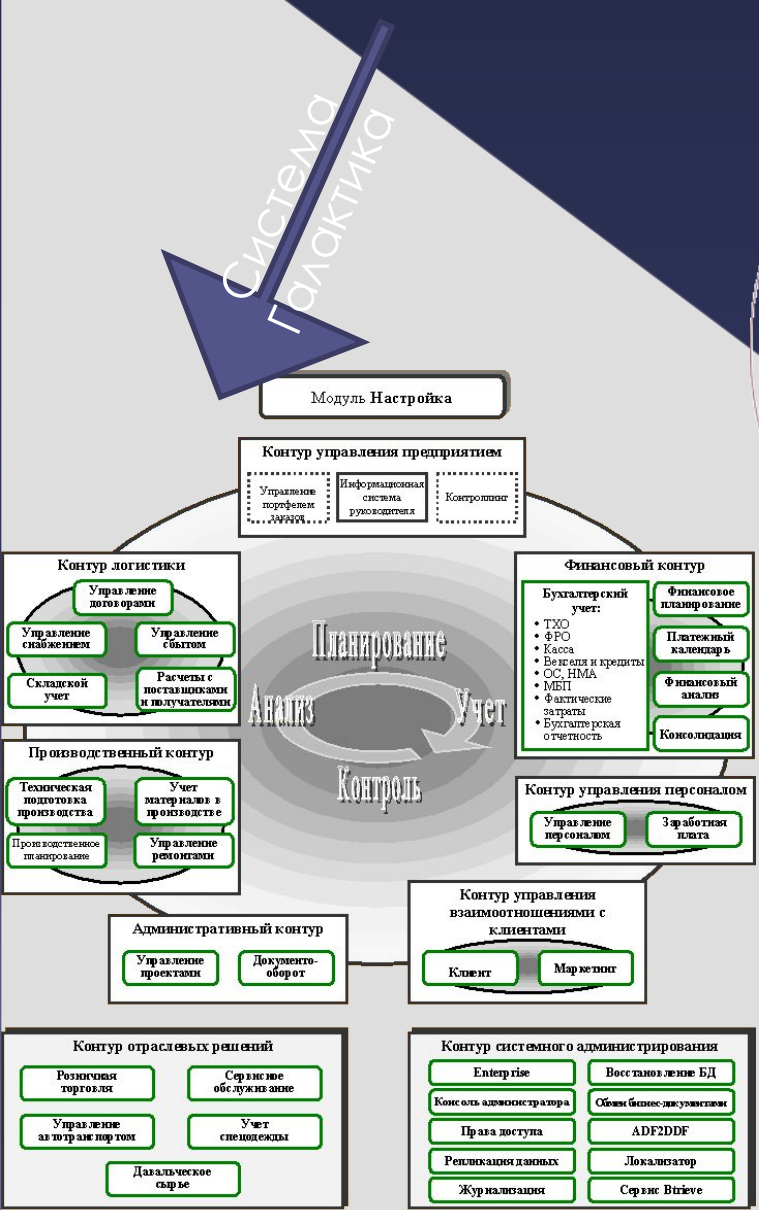 Система
Галактика
Модуль Настройка
Контур управления предприятием
Управление
портфелем
заказов
Информационная
система
руководителя
Контроллинг
Контур логистики
Управление
договорами
Управление
снабжением
Управление
сбытом
Складской
учет
Расчеты с
поставщиками
и получателями
Финансовый контур
Бухгалтерский
учет:
• ТХО
• ФРО
• Касса
• Векселя и кредиты
• ОС, НМА
• МБП
• Фактические
затраты
• Бухгалтерская
отчетность
Финансовое
планирование
Платежный
календарь
Финансовый
анализ
Консолидация
Планирование
Анализ
Учет
Контроль
Производственный контур
Техническая
подготовка
производства
Учет
материалов в
производстве
Производственное
планирование
Управление
ремонтами
Контур управления персоналом
Управление
персоналом
Заработная
плата
Административный контур
Управление
проектами
Документо-
оборот
Контур управления
взаимоотношениями с
клиентами
Клиент
Маркетинг
Контур отраслевых решений
Розничная
торговля
Сервисное
обслуживание
Управление
автотранспортом
Учет
спецодежды
Давальческое
сырье
Контур системного администрирования
Enterprise
Восстановление БД
Консоль администратора
Обмен бизнес-документами
Права доступа
ADF2DDF
Репликация данных
Локализатор
Журнализация
Сервис Btrieve